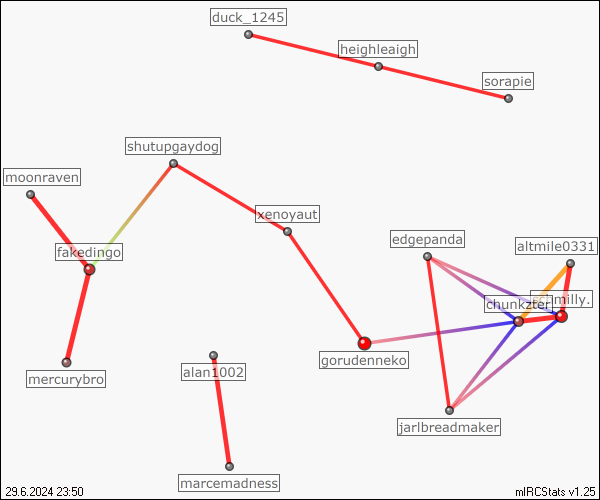 duck_1245
heighleaigh
sorapie
shutupgaydog
moonraven
xenoyaut
edgepanda
altmile0331
fakedingo
chunkzter
milly.
gorudenneko
alan1002
mercurybro
jarlbreadmaker
marcemadness
29.6.2024 23:50
mIRCStats v1.25